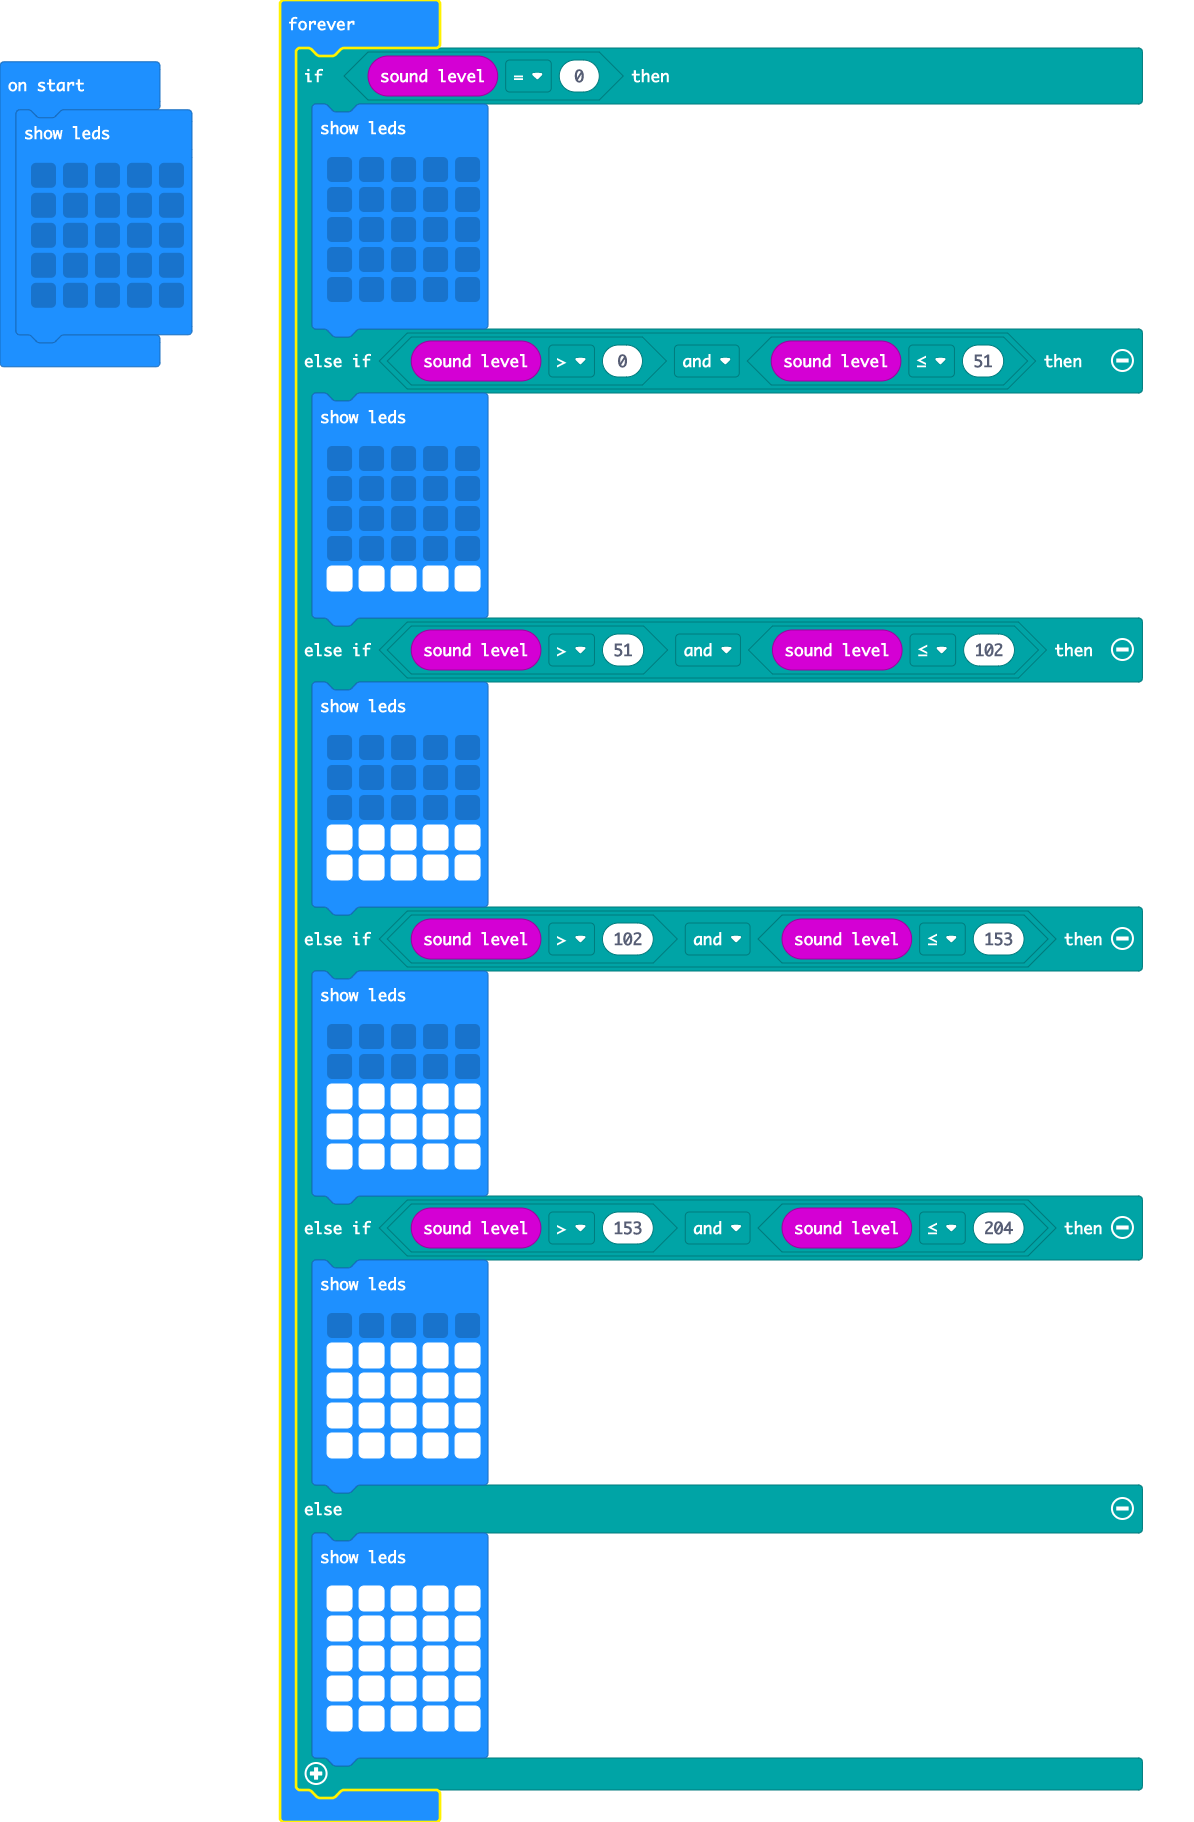 on start
show leds
forever
if sound level = 0 then
show leds
else if sound level > 0 and sound level ≤ 51 then
show leds
else if sound level > 51 and sound level ≤ 102 then
show leds
else if sound level > 102 and sound level ≤ 153 then
show leds
else if sound level > 153 and sound level ≤ 204 then
show leds
else
show leds